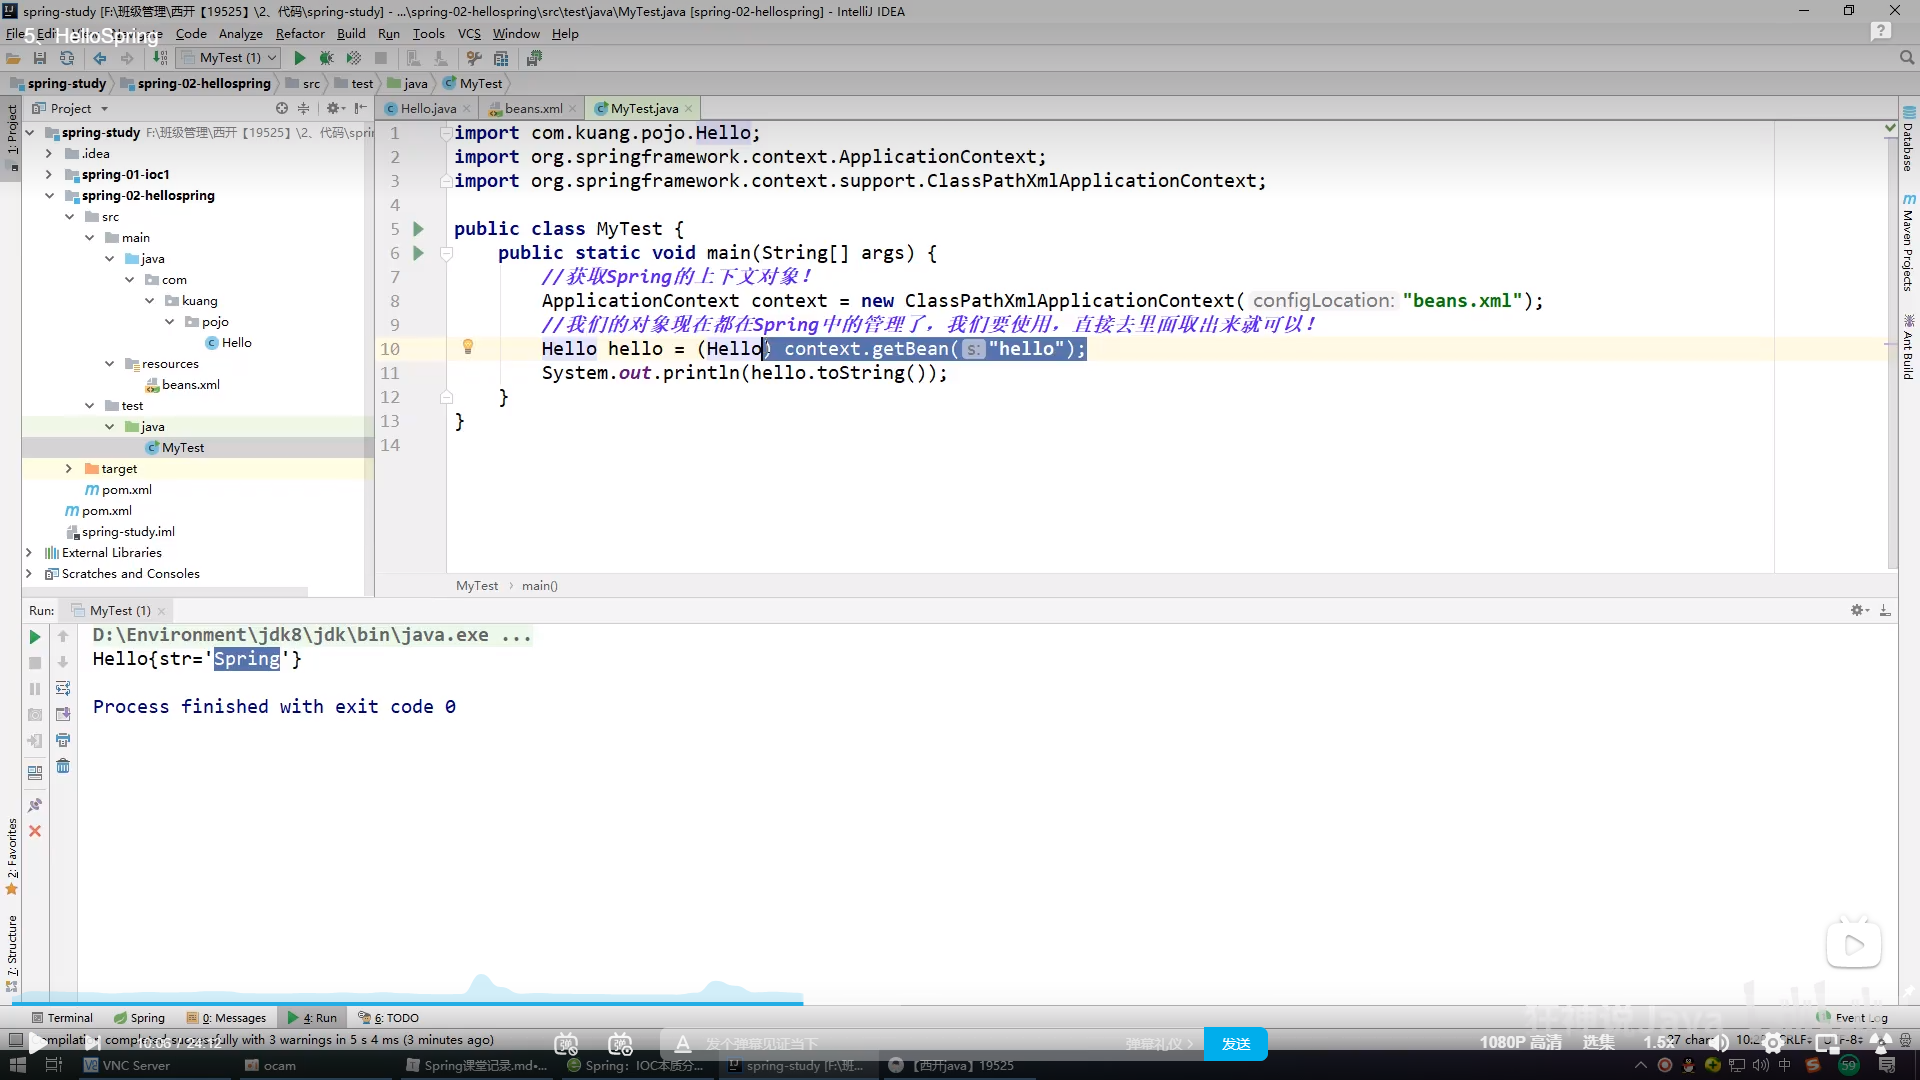 spring-study [F:\班级管理\西开【19525】\2、代码\spring-study] - ...\spring-02-hellospring\src\test\java\MyTest.java [spring-02-hellospring] - IntelliJ IDEA
5、HelloSpring
File Edit Code Analyze Refactor Build Run Tools VCS Window Help
MyTest (1)
spring-study spring-02-hellospring src test java MyTest
Project
Hello.java beans.xml MyTest.java
1: Project
spring-study F:\班级管理\西开【19525】\2、代码\sprin
.idea
spring-01-ioc1
spring-02-hellospring
src
main
java
com
kuang
pojo
Hello
resources
beans.xml
test
java
MyTest
target
pom.xml
pom.xml
spring-study.iml
External Libraries
Scratches and Consoles
1 import com.kuang.pojo.Hello;
2 import org.springframework.context.ApplicationContext;
3 import org.springframework.context.support.ClassPathXmlApplicationContext;
4
5 public class MyTest {
6 public static void main(String[] args) {
7 //获取Spring的上下文对象！
8 ApplicationContext context = new ClassPathXmlApplicationContext( configLocation: "beans.xml");
9 //我们的对象现在都在Spring中的管理了，我们要使用，直接去里面取出来就可以！
10 Hello hello = (Hello) context.getBean( s: "hello");
11 System.out.println(hello.toString());
12 }
13 }
14
MyTest › main()
Database
Maven Projects
Ant Build
Run: MyTest (1)
D:\Environment\jdk8\jdk\bin\java.exe ...
Hello{str='Spring'}
Process finished with exit code 0
2: Favorites
7: Structure
Terminal Spring 0: Messages 4: Run 6: TODO
狂神说Java
Event Log
Compilation completed successfully with 3 warnings in 5 s 4 ms (3 minutes ago)
10:06 / 24:12
发个弹幕见证当下
弹幕礼仪 ›
发送
1080P 高清 选集 1.5x
VNC Server ocam Spring课堂记录.md•... Spring：IOC本质分... spring-study [F:\班... 【西开java】19525
中
59